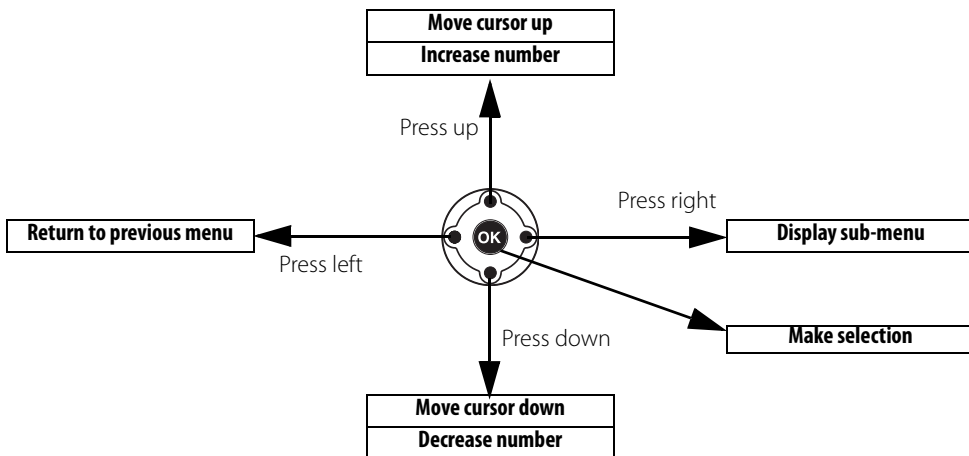 Move cursor up
Increase number
Press up
Press right
Return to previous menu
OK
Display sub-menu
Press left
Press down
Make selection
Move cursor down
Decrease number